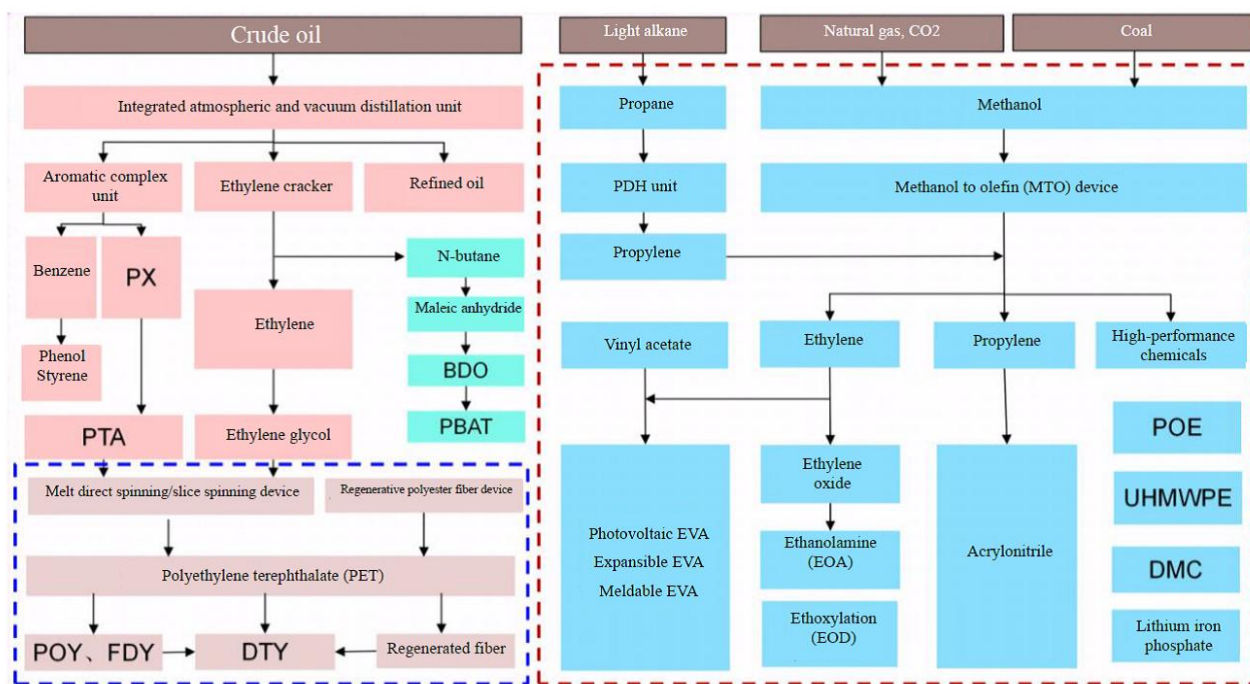 Crude oil
Light alkane
Natural gas, CO2
Coal
Integrated atmospheric and vacuum distillation unit
Propane
Methanol
Aromatic complex
unit
Ethylene cracker
Refined oil
PDH unit
Methanol to olefin (MTO) device
Benzene
PX
N-butane
Propylene
Ethylene
Maleic anhydride
Phenol
Styrene
BDO
Vinyl acetate
Ethylene
Propylene
High-performance
chemicals
PTA
Ethylene glycol
PBAT
POE
Melt direct spinning/slice spinning device
Regenerative polyester fiber device
Ethylene
oxide
UHMWPE
Photovoltaic EVA
Expansible EVA
Meldable EVA
Ethanolamine
(EOA)
Acrylonitrile
Polyethylene terephthalate (PET)
DMC
Ethoxylation
(EOD)
Lithium iron
phosphate
POY、FDY
DTY
Regenerated fiber